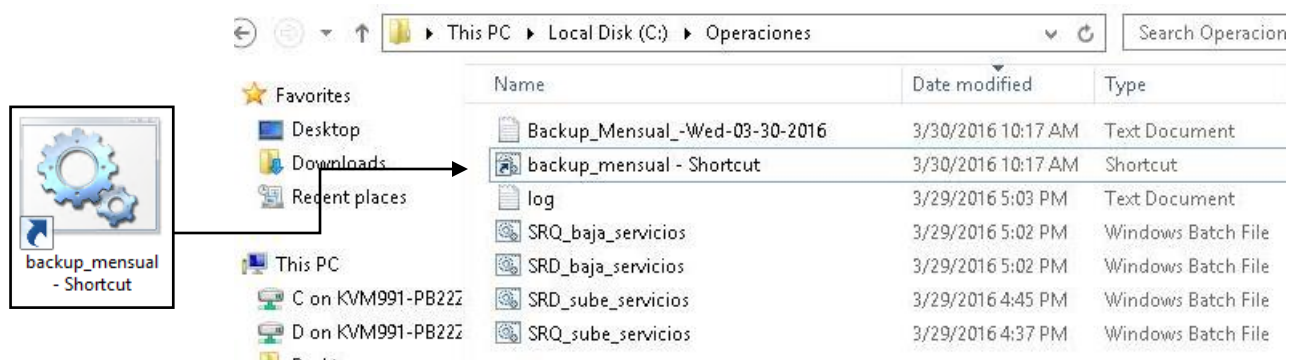 This PC Local Disk (C:) Operaciones Search Operacion
Favorites Name Date modified Type
Desktop Backup_Mensual_-Wed-03-30-2016 3/30/2016 10:17 AM Text Document
Downloads backup_mensual - Shortcut 3/30/2016 10:17 AM Shortcut
Recent places log 3/29/2016 5:03 PM Text Document
SRQ_baja_servicios 3/29/2016 5:02 PM Windows Batch File
This PC SRD_baja_servicios 3/29/2016 5:02 PM Windows Batch File
C on KVM991-PB22Z SRD_sube_servicios 3/29/2016 4:45 PM Windows Batch File
D on KVM991-PB22Z SRQ_sube_servicios 3/29/2016 4:37 PM Windows Batch File
backup_mensual
- Shortcut